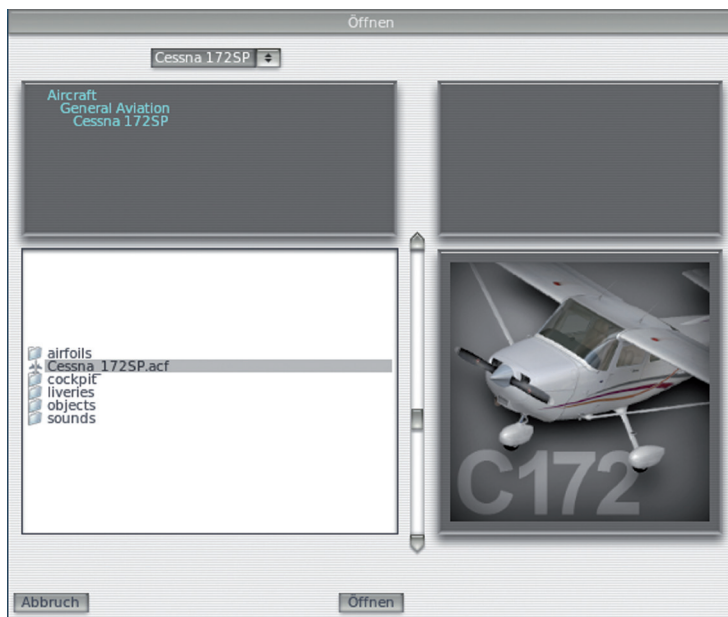 Öffnen
Cessna 172SP
Aircraft
General Aviation
Cessna 172SP
airfoils
Cessna_172SP.acf
cockpit
liveries
objects
sounds
C172
Abbruch
Öffnen